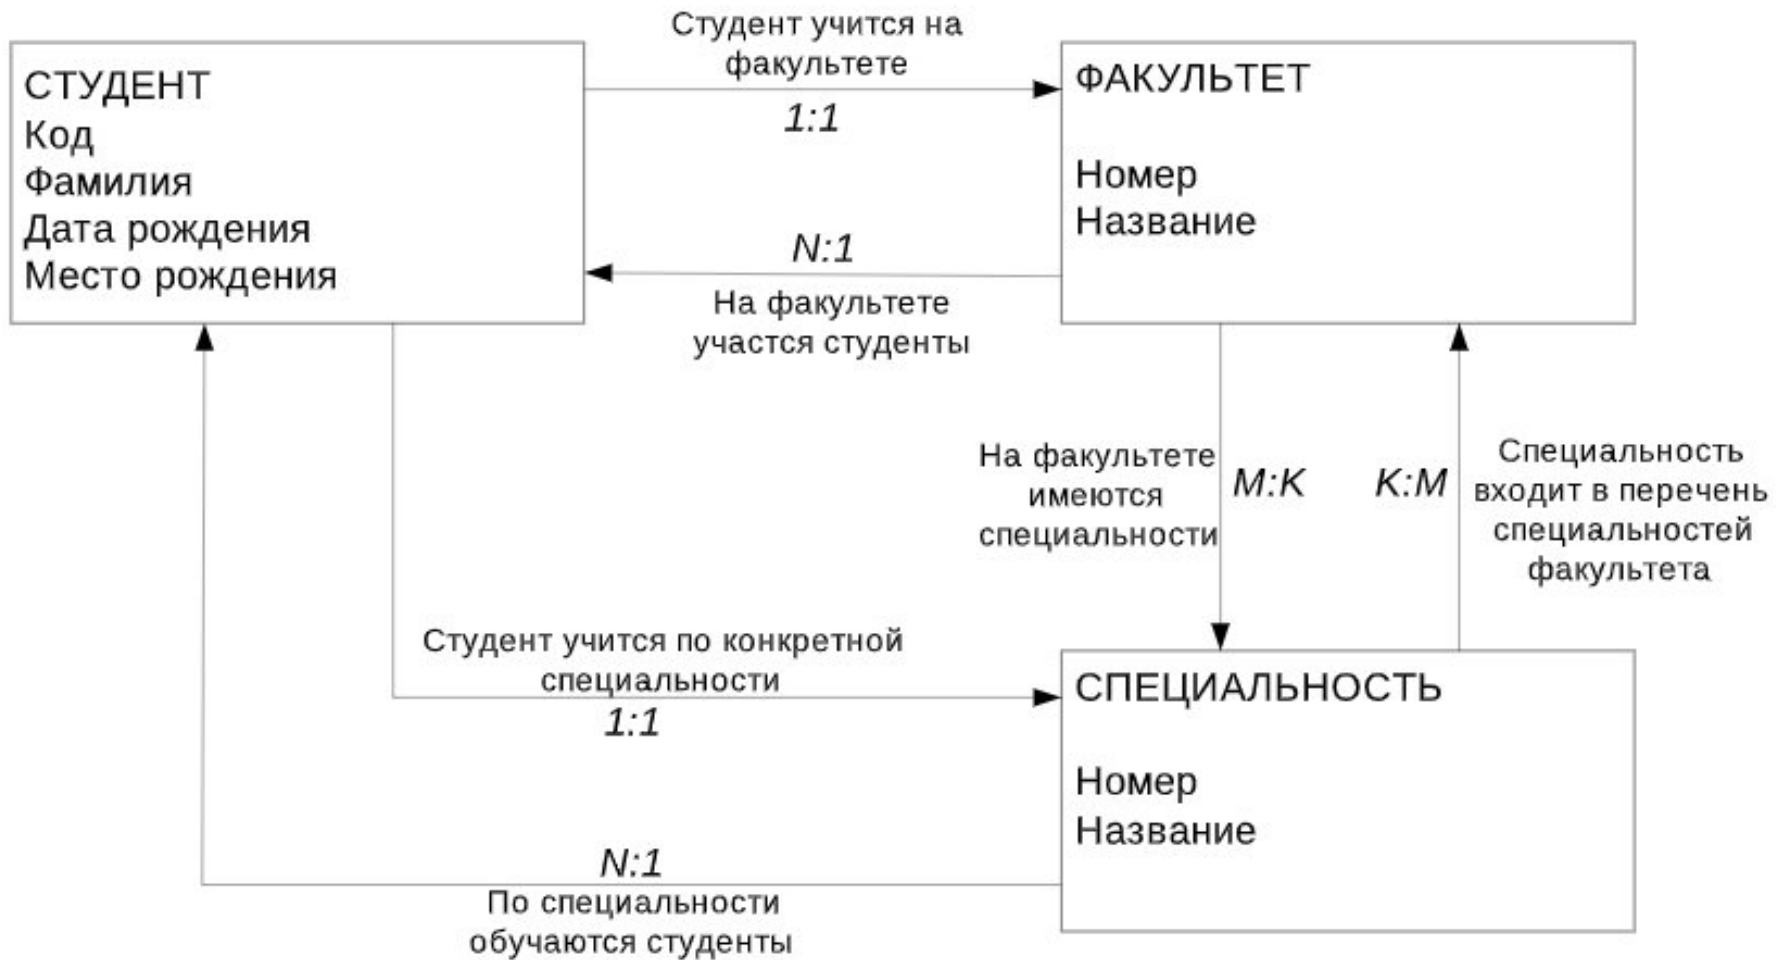 Студент учится на
факультете
1:1
СТУДЕНТ
Код
Фамилия
Дата рождения
Место рождения
ФАКУЛЬТЕТ
Номер
Название
N:1
На факультете
участся студенты
На факультете
имеются
специальности
M:K
K:M
Специальность
входит в перечень
специальностей
факультета
Студент учится по конкретной
специальности
1:1
СПЕЦИАЛЬНОСТЬ
Номер
Название
N:1
По специальности
обучаются студенты